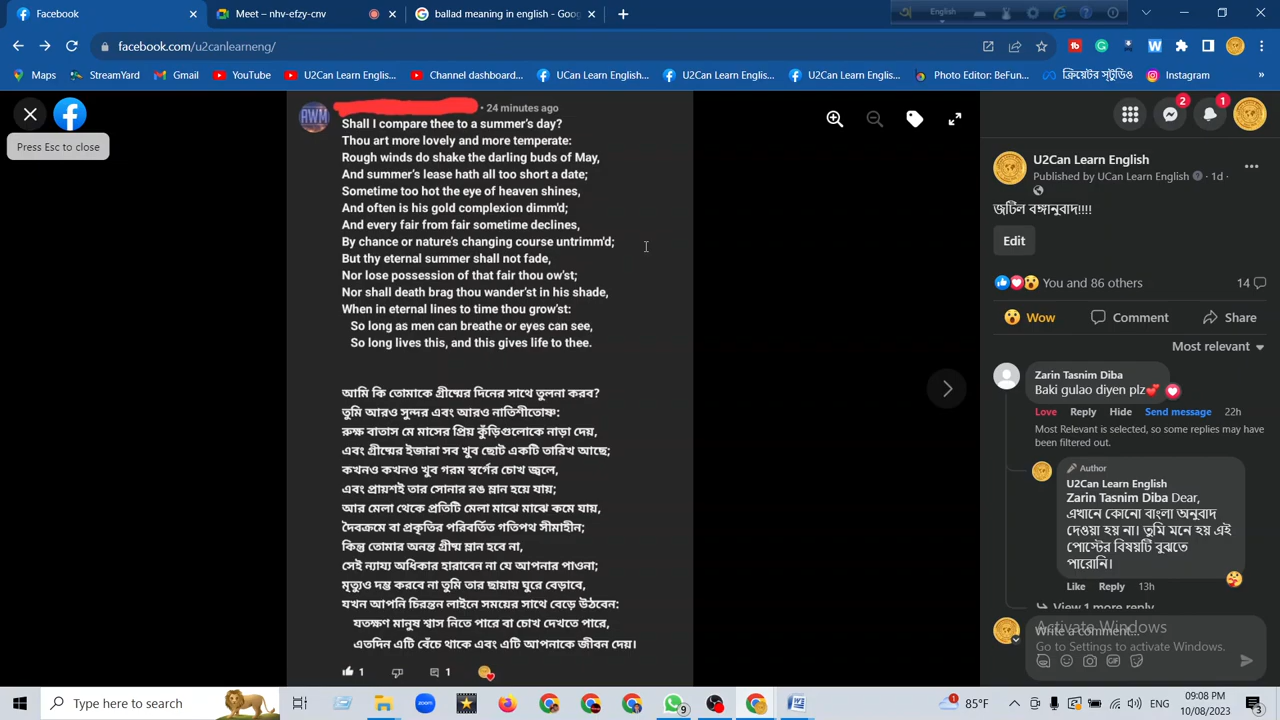 Facebook
Meet – nhv-efzy-cnv
ballad meaning in english - Goog
English
facebook.com/u2canlearneng/
Maps
StreamYard
Gmail
YouTube
U2Can Learn Englis...
Channel dashboard...
UCan Learn English...
U2Can Learn Englis...
U2Can Learn Englis...
Photo Editor: BeFun...
ক্রিয়েটর স্টুডিও
Instagram
»
Press Esc to close
AWM
• 24 minutes ago
Shall I compare thee to a summer's day?
Thou art more lovely and more temperate:
Rough winds do shake the darling buds of May,
And summer's lease hath all too short a date;
Sometime too hot the eye of heaven shines,
And often is his gold complexion dimm'd;
And every fair from fair sometime declines,
By chance or nature's changing course untrimm'd;
But thy eternal summer shall not fade,
Nor lose possession of that fair thou ow'st;
Nor shall death brag thou wander'st in his shade,
When in eternal lines to time thou grow'st:
So long as men can breathe or eyes can see,
So long lives this, and this gives life to thee.
আমি কি তোমাকে গ্রীষ্মের দিনের সাথে তুলনা করব?
তুমি আরও সুন্দর এবং আরও নাতিশীতোষ্ণ:
রুক্ষ বাতাস মে মাসের প্রিয় কুঁড়িগুলোকে নাড়া দেয়,
এবং গ্রীষ্মের ইজারা সব খুব ছোট একটি তারিখ আছে;
কখনও কখনও খুব গরম স্বর্গের চোখ জ্বলে,
এবং প্রায়শই তার সোনার রঙ ম্লান হয়ে যায়;
আর মেলা থেকে প্রতিটি মেলা মাঝে মাঝে কমে যায়,
দৈবক্রমে বা প্রকৃতির পরিবর্তিত গতিপথ সীমাহীন;
কিন্তু তোমার অনন্ত গ্রীষ্ম ম্লান হবে না,
সেই ন্যায্য অধিকার হারাবেন না যে আপনার পাওনা;
মৃত্যুও দম্ভ করবে না তুমি তার ছায়ায় ঘুরে বেড়াবে,
যখন আপনি চিরন্তন লাইনে সময়ের সাথে বেড়ে উঠবেন:
যতক্ষণ মানুষ শ্বাস নিতে পারে বা চোখ দেখতে পারে,
এতদিন এটি বেঁচে থাকে এবং এটি আপনাকে জীবন দেয়।
1
1
2
1
U2Can Learn English
Published by UCan Learn English • 1d •
জটিল বঙ্গানুবাদ!!!!
Edit
You and 86 others
14
Wow
Comment
Share
Most relevant
Zarin Tasnim Diba
Baki gulao diyen plz
Love Reply Hide Send message 22h
Most Relevant is selected, so some replies may have
been filtered out.
Author
U2Can Learn English
Zarin Tasnim Diba Dear,
এখানে কোনো বাংলা অনুবাদ
দেওয়া হয় না। তুমি মনে হয় এই
পোস্টের বিষয়টি বুঝতে
পারোনি।
Like Reply 13h
View 1 more reply
Write a comment...
Activate Windows
Go to Settings to activate Windows.
Type here to search
zoom
9
1
85°F
ENG
09:08 PM
10/08/2023
3